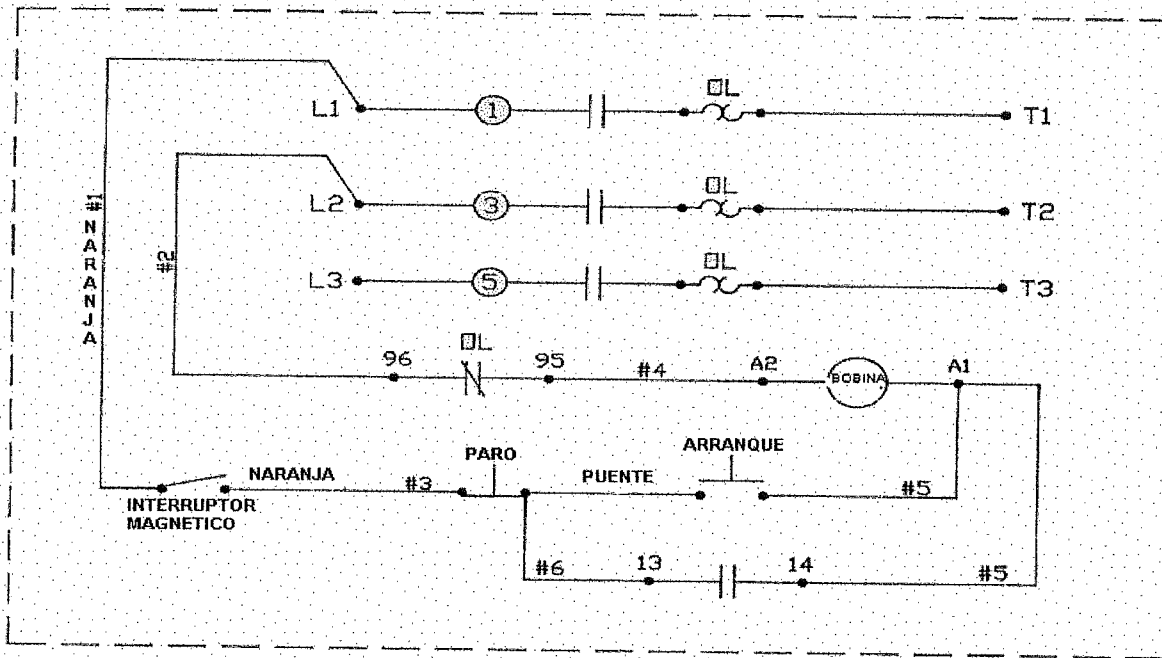 L1 1 OL T1
L2 3 OL T2
L3 5 OL T3
#1 NARANJA
#2
96 OL 95 #4 A2 BOBINA A1
INTERRUPTOR
MAGNETICO
NARANJA #3 PARO PUENTE ARRANQUE #5
#6 13 14 #5